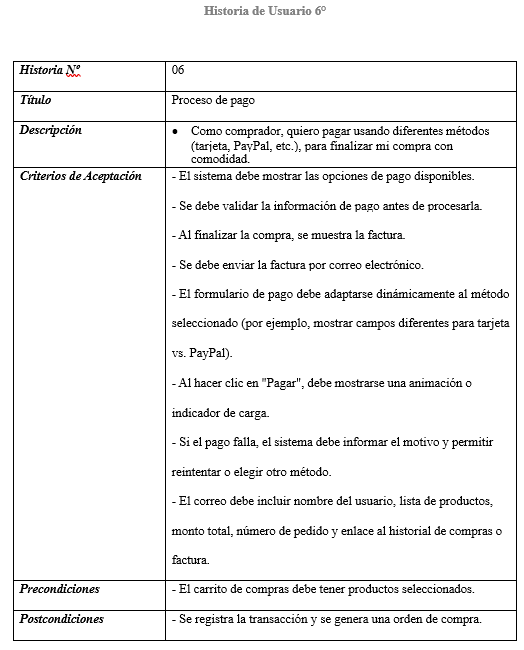 Historia de Usuario 6º
Historia Nº
06
Título
Proceso de pago
Descripción
• Como comprador, quiero pagar usando diferentes métodos
(tarjeta, PayPal, etc.), para finalizar mi compra con
comodidad.
Criterios de Aceptación
- El sistema debe mostrar las opciones de pago disponibles.
- Se debe validar la información de pago antes de procesarla.
- Al finalizar la compra, se muestra la factura.
- Se debe enviar la factura por correo electrónico.
- El formulario de pago debe adaptarse dinámicamente al método
seleccionado (por ejemplo, mostrar campos diferentes para tarjeta
vs. PayPal).
- Al hacer clic en "Pagar", debe mostrarse una animación o
indicador de carga.
- Si el pago falla, el sistema debe informar el motivo y permitir
reintentar o elegir otro método.
- El correo debe incluir nombre del usuario, lista de productos,
monto total, número de pedido y enlace al historial de compras o
factura.
Precondiciones
- El carrito de compras debe tener productos seleccionados.
Postcondiciones
- Se registra la transacción y se genera una orden de compra.